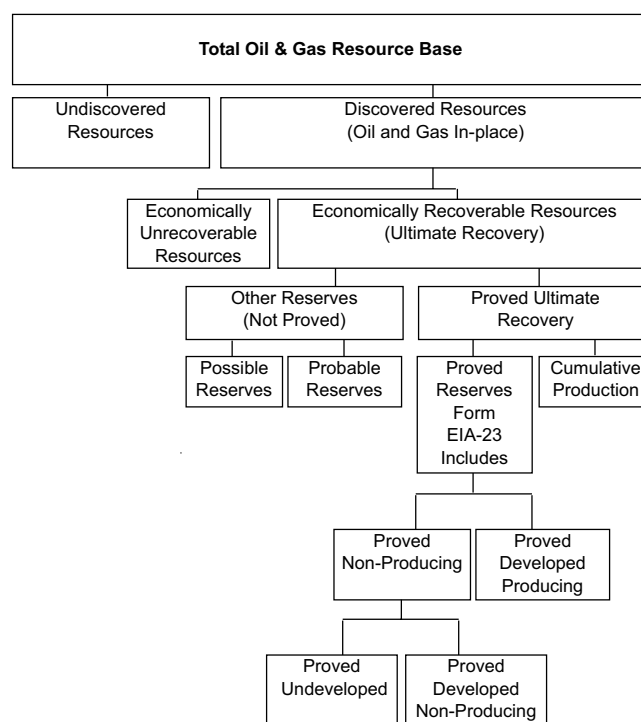 Total Oil & Gas Resource Base
Undiscovered
Resources
Discovered Resources
(Oil and Gas In-place)
Economically
Unrecoverable
Resources
Economically Recoverable Resources
(Ultimate Recovery)
Other Reserves
(Not Proved)
Proved Ultimate
Recovery
Possible
Reserves
Probable
Reserves
Proved
Reserves
Form
EIA-23
Includes
Cumulative
Production
Proved
Non-Producing
Proved
Developed
Producing
Proved
Undeveloped
Proved
Developed
Non-Producing